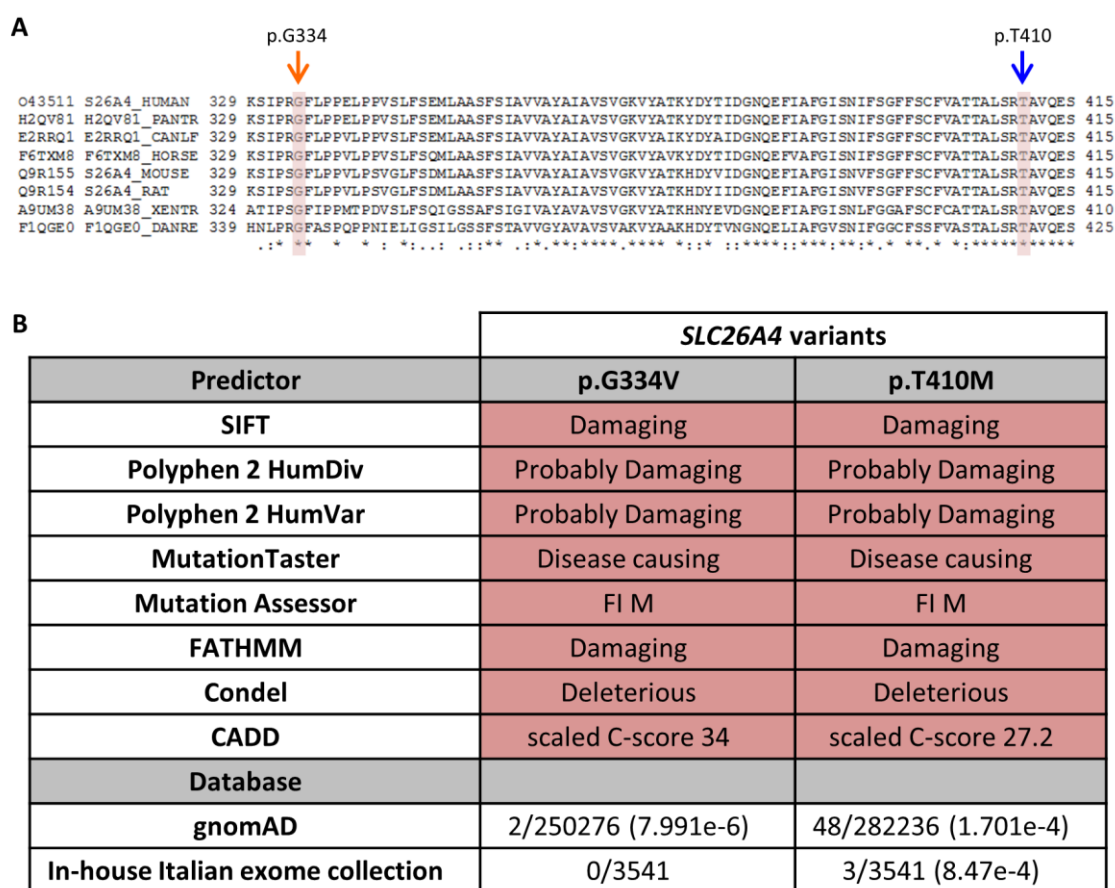 A
p.G334 p.T410
O43511 S26A4_HUMAN 329 KSIPRGFLPPELPPVSLFSEMLAASFSIAVVAYAIAVSVGKVYATKYDYTIDGNQEFIAFGISNIFSGFFSCFVATTALSRTAVQES 415
H2QV81 H2QV81_PANTR 329 KSIPRGFLPPELPPVSLFSEMLAASFSIAVVAYAIAVSVGKVYATKYDYTIDGNQEFIAFGISNIFSGFFSCFVATTALSRTAVQES 415
E2RRQ1 E2RRQ1_CANLF 329 KSIPRGFLPPVLPPVSLFSEMLAASFSIAVVAYAIAVSVGKVYAIKYDYAIDGNQEFIAFGISNIFSGFFSCFVATTALSRTAVQES 415
F6TXM8 F6TXM8_HORSE 329 KSIPRGFLPPVLPPVSLFSQMLAASFSIAVVAYAIAVSVGKVYAVKYDYTIDGNQEFVAFGISNIFSGFFSCFVATTALSRTAVQES 415
Q9R155 S26A4_MOUSE 329 KSIPSGFLPPVLPSVGLFSDMLAASFSIAVVAYAIAVSVGKVYATKHDYIIDGNQEFIAFGISNIFSGFFSCFVATTALSRTAVQES 415
Q9R154 S26A4_RAT 329 KSIPSGFLPPVLPSVGLFSDMLAASFSIAVVAYAIAVSVGKVYATKHDYTIDGNQEFIAFGISNIFSGFFSCFVATTALSRTAVQES 415
A9UM38 A9UM38_XENTR 324 ATIPSGFIPPMTPDVSLFSQIGSSAFSIGIVAYAVAVSVGKVYATKHNYEVDGNQEFIAFGISNLFGGAFSCFCATTALSRTAVQES 410
F1QGE0 F1QGE0_DANRE 339 HNLPRGFASPQPPNIELIGSILGSSFSTAVVGYAVAVSVAKVYAAKHDYTVNGNQELIAFGVSNIFGGCFSSFVASTALSRTAVQES 425
B
SLC26A4 variants
Predictor p.G334V p.T410M
SIFT Damaging Damaging
Polyphen 2 HumDiv Probably Damaging Probably Damaging
Polyphen 2 HumVar Probably Damaging Probably Damaging
MutationTaster Disease causing Disease causing
Mutation Assessor FI M FI M
FATHMM Damaging Damaging
Condel Deleterious Deleterious
CADD scaled C-score 34 scaled C-score 27.2
Database
gnomAD 2/250276 (7.991e-6) 48/282236 (1.701e-4)
In-house Italian exome collection 0/3541 3/3541 (8.47e-4)